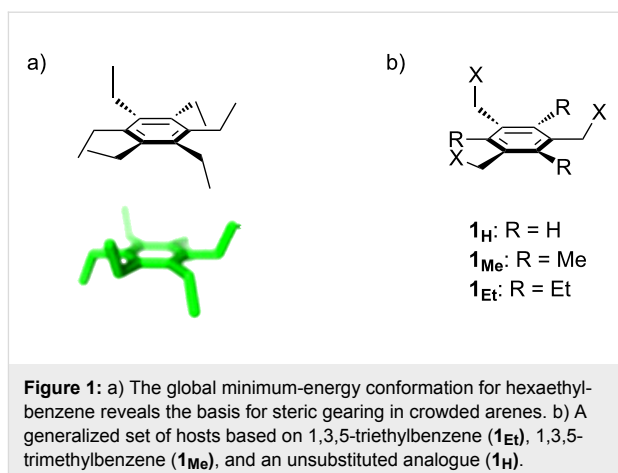 a)
b)
X
R
X
R
X
R
1H: R = H
1Me: R = Me
1Et: R = Et
Figure 1: a) The global minimum-energy conformation for hexaethyl-
benzene reveals the basis for steric gearing in crowded arenes. b) A
generalized set of hosts based on 1,3,5-triethylbenzene (1Et), 1,3,5-
trimethylbenzene (1Me), and an unsubstituted analogue (1H).